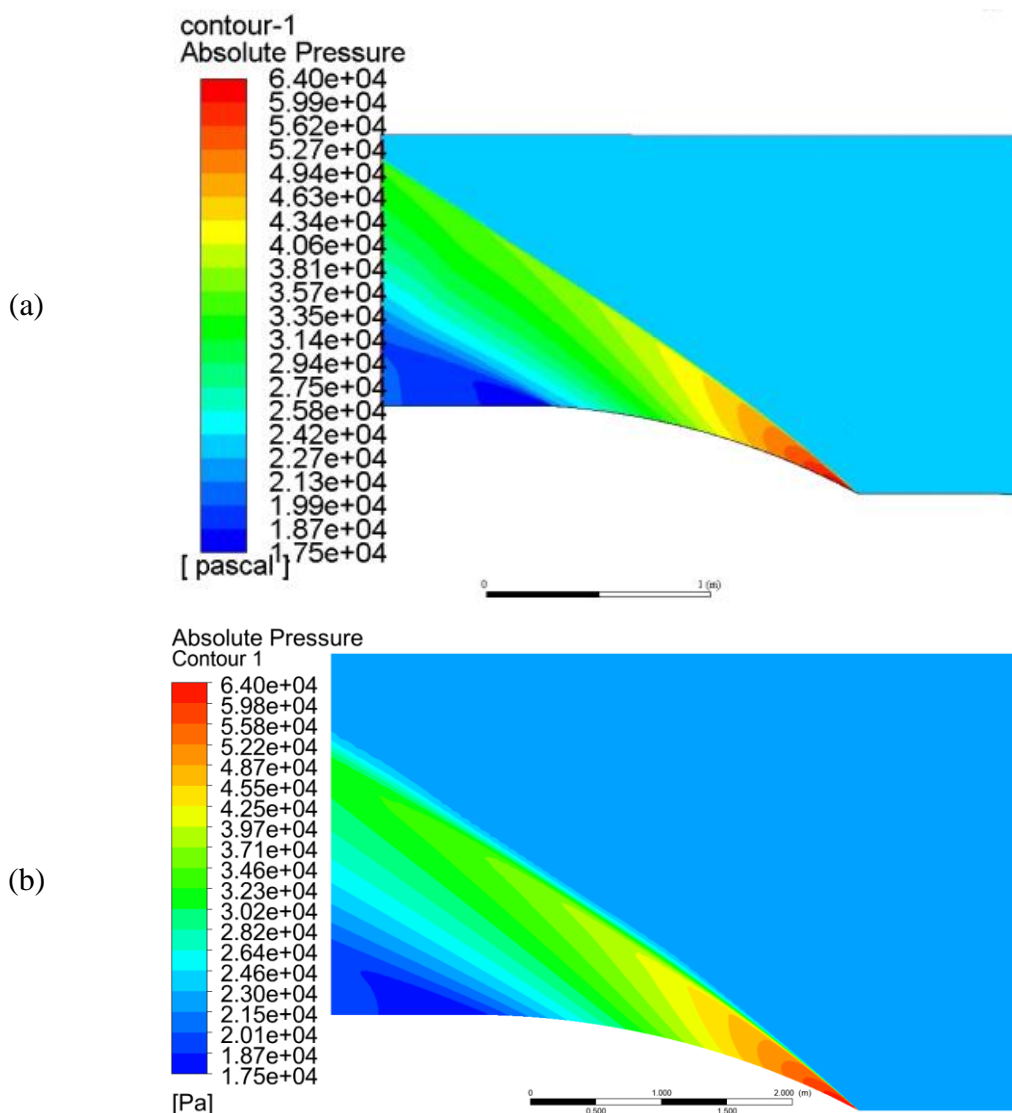 contour-1
Absolute Pressure
6.40e+04
5.99e+04
5.62e+04
5.27e+04
4.94e+04
4.63e+04
4.34e+04
4.06e+04
3.81e+04
3.57e+04
3.35e+04
3.14e+04
2.94e+04
2.75e+04
2.58e+04
2.42e+04
2.27e+04
2.13e+04
1.99e+04
1.87e+04
1.75e+04
[ pascal ]
(a)
0 1 (m)
Absolute Pressure
Contour 1
6.40e+04
5.98e+04
5.58e+04
5.22e+04
4.87e+04
4.55e+04
4.25e+04
3.97e+04
3.71e+04
3.46e+04
3.23e+04
3.02e+04
2.82e+04
2.64e+04
2.46e+04
2.30e+04
2.15e+04
2.01e+04
1.87e+04
1.75e+04
[Pa]
(b)
0 1.000 2.000 (m)
0.500 1.500